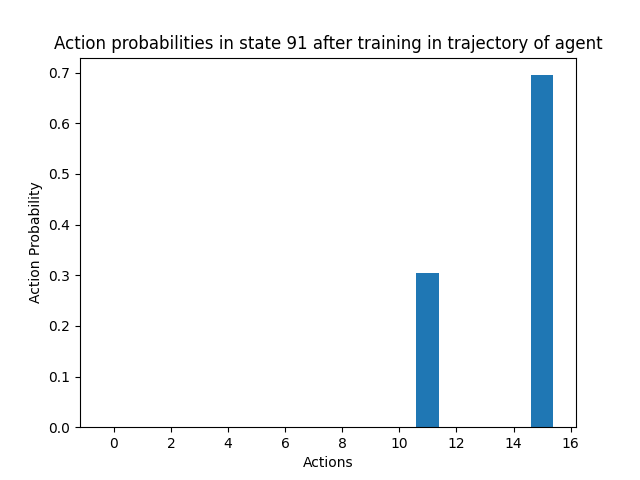 Action probabilities in state 91 after training in trajectory of agent
0.7
0.6
0.5
0.4
0.3
0.2
0.1
0.0
Action Probability
0 2 4 6 8 10 12 14 16
Actions